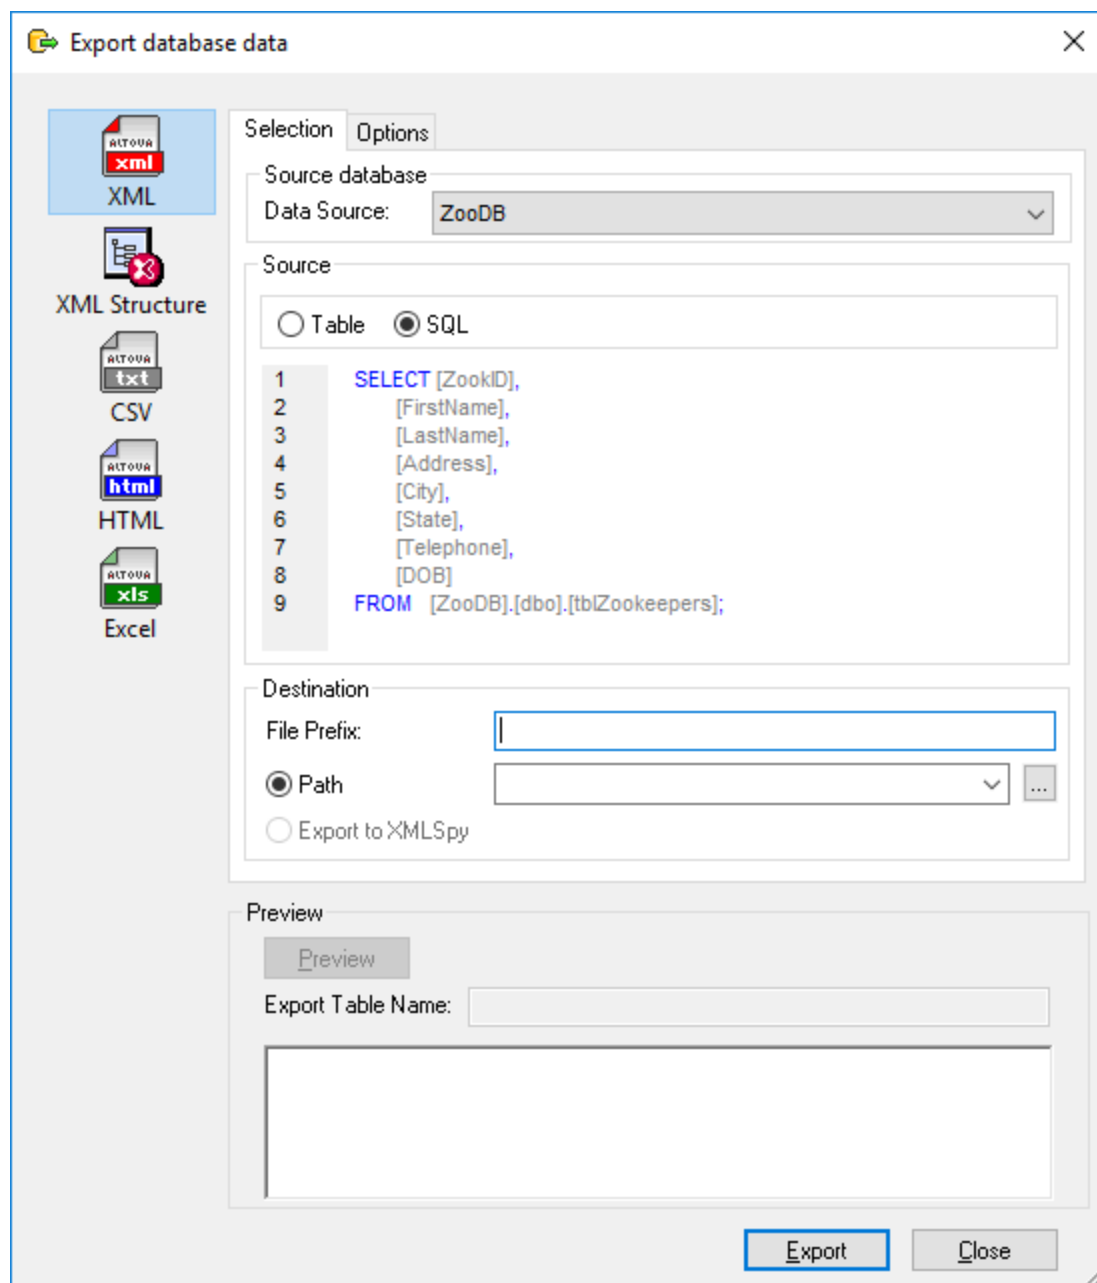 Export database data
ALTOVA
xml
XML
XML Structure
ALTOVA
txt
CSV
ALTOVA
html
HTML
ALTOVA
xls
Excel
Selection Options
Source database
Data Source: ZooDB
Source
Table SQL
1 SELECT [ZookID],
2 [FirstName],
3 [LastName],
4 [Address],
5 [City],
6 [State],
7 [Telephone],
8 [DOB]
9 FROM [ZooDB].[dbo].[tblZookeepers];
Destination
File Prefix:
Path ...
Export to XMLSpy
Preview
Preview
Export Table Name:
Export Close